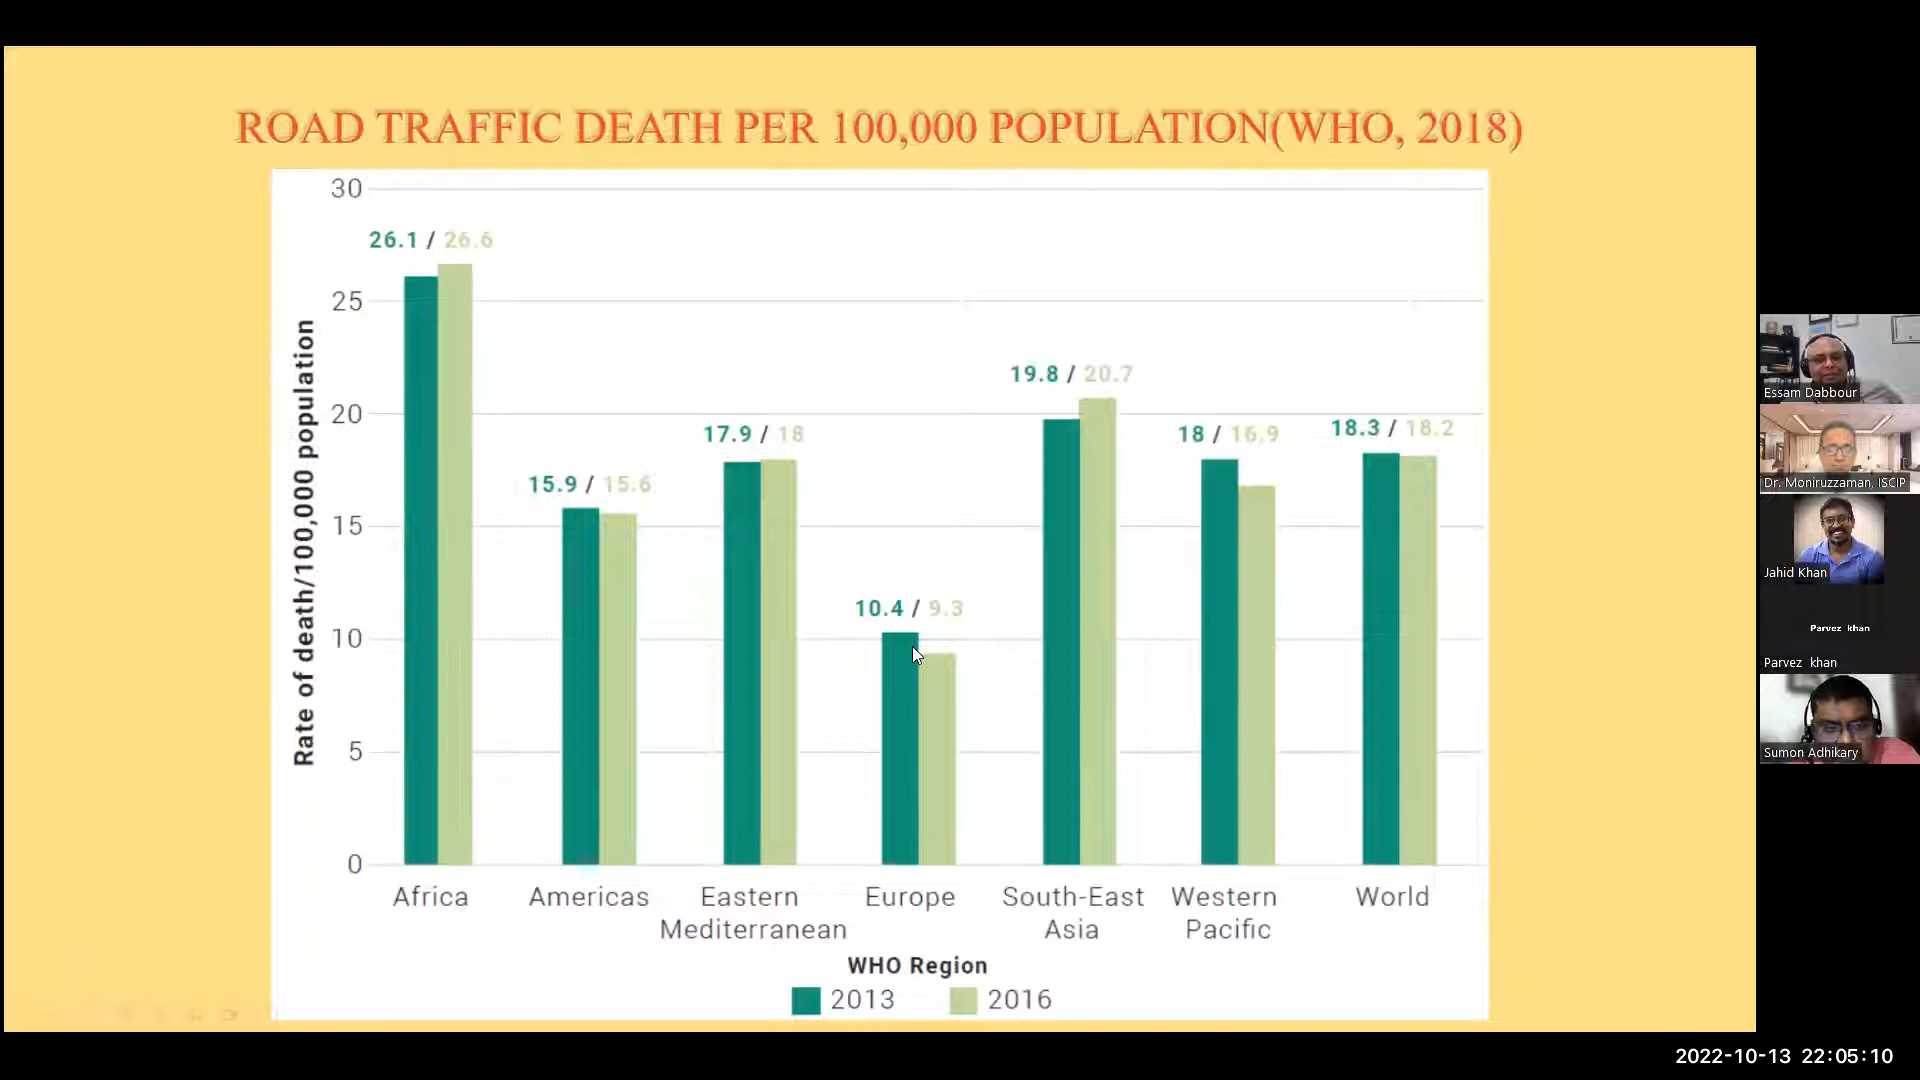 ROAD TRAFFIC DEATH PER 100,000 POPULATION(WHO, 2018)
30
26.1 / 26.6
25
19.8 / 20.7
20
17.9 / 18
18 / 16.9
18.3 / 18.2
15.9 / 15.6
15
10.4 / 9.3
10
5
0
Rate of death/100,000 population
Africa
Americas
Eastern
Mediterranean
Europe
South-East
Asia
Western
Pacific
World
WHO Region
2013
2016
Essam Dabbour
Dr. Moniruzzaman, ISCIP
Jahid Khan
Parvez khan
Parvez khan
Sumon Adhikary
2022-10-13 22:05:10